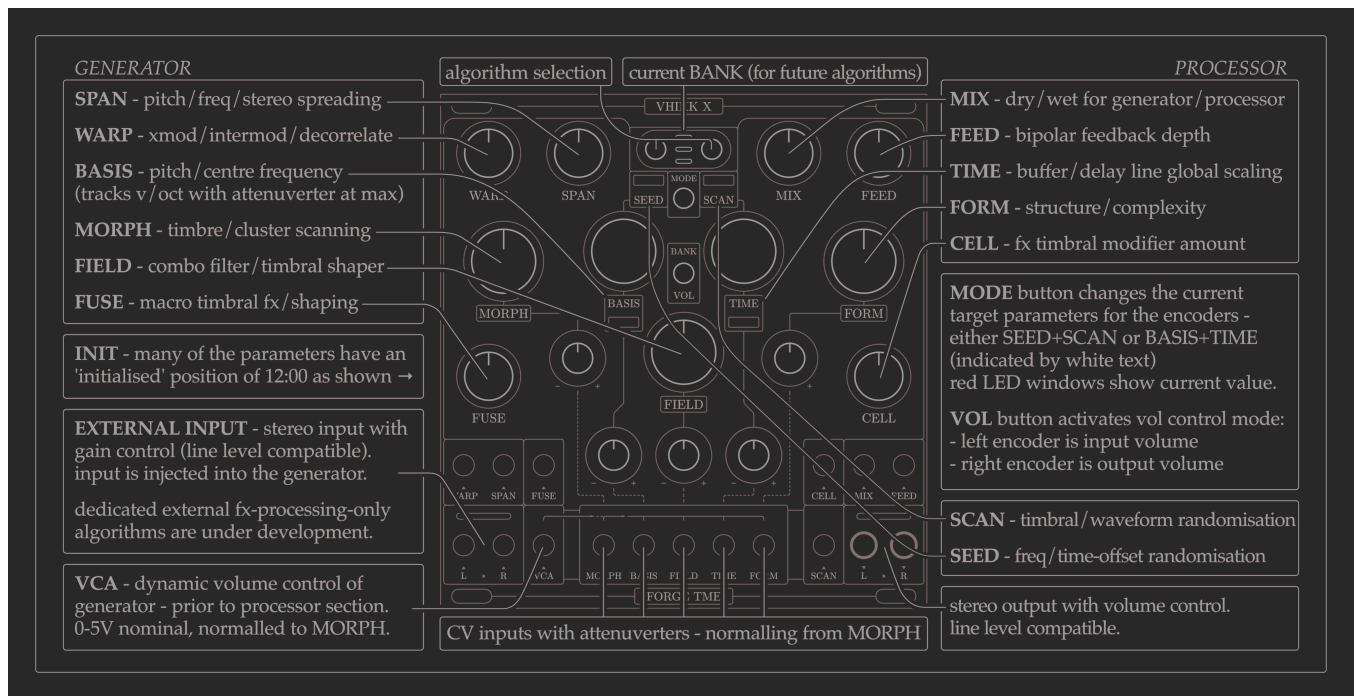 GENERATOR
SPAN - pitch/freq/stereo spreading
WARP - xmod/intermod/decorrelate
BASIS - pitch/centre frequency
(tracks v/oct with attenuverter at max)
MORPH - timbre/cluster scanning
FIELD - combo filter/timbral shaper
FUSE - macro timbral fx/shaping
INIT - many of the parameters have an
'initialised' position of 12:00 as shown →
EXTERNAL INPUT - stereo input with
gain control (line level compatible).
input is injected into the generator.
dedicated external fx-processing-only
algorithms are under development.
VCA - dynamic volume control of
generator - prior to processor section.
0-5V nominal, normalled to MORPH.
algorithm selection
current BANK (for future algorithms)
VHIKK X
MODE
SEED
SCAN
WARP
SPAN
MIX
FEED
BANK
VOL
BASIS
TIME
MORPH
FORM
- +
- +
FIELD
FUSE
CELL
- +
- +
- +
WARP SPAN FUSE
CELL MIX FEED
L R VCA MORPH BASIS FIELD TIME FORM SCAN L R
FORGE TME
CV inputs with attenuverters - normalling from MORPH
PROCESSOR
MIX - dry/wet for generator/processor
FEED - bipolar feedback depth
TIME - buffer/delay line global scaling
FORM - structure/complexity
CELL - fx timbral modifier amount
MODE button changes the current
target parameters for the encoders -
either SEED+SCAN or BASIS+TIME
(indicated by white text)
red LED windows show current value.
VOL button activates vol control mode:
- left encoder is input volume
- right encoder is output volume
SCAN - timbral/waveform randomisation
SEED - freq/time-offset randomisation
stereo output with volume control.
line level compatible.